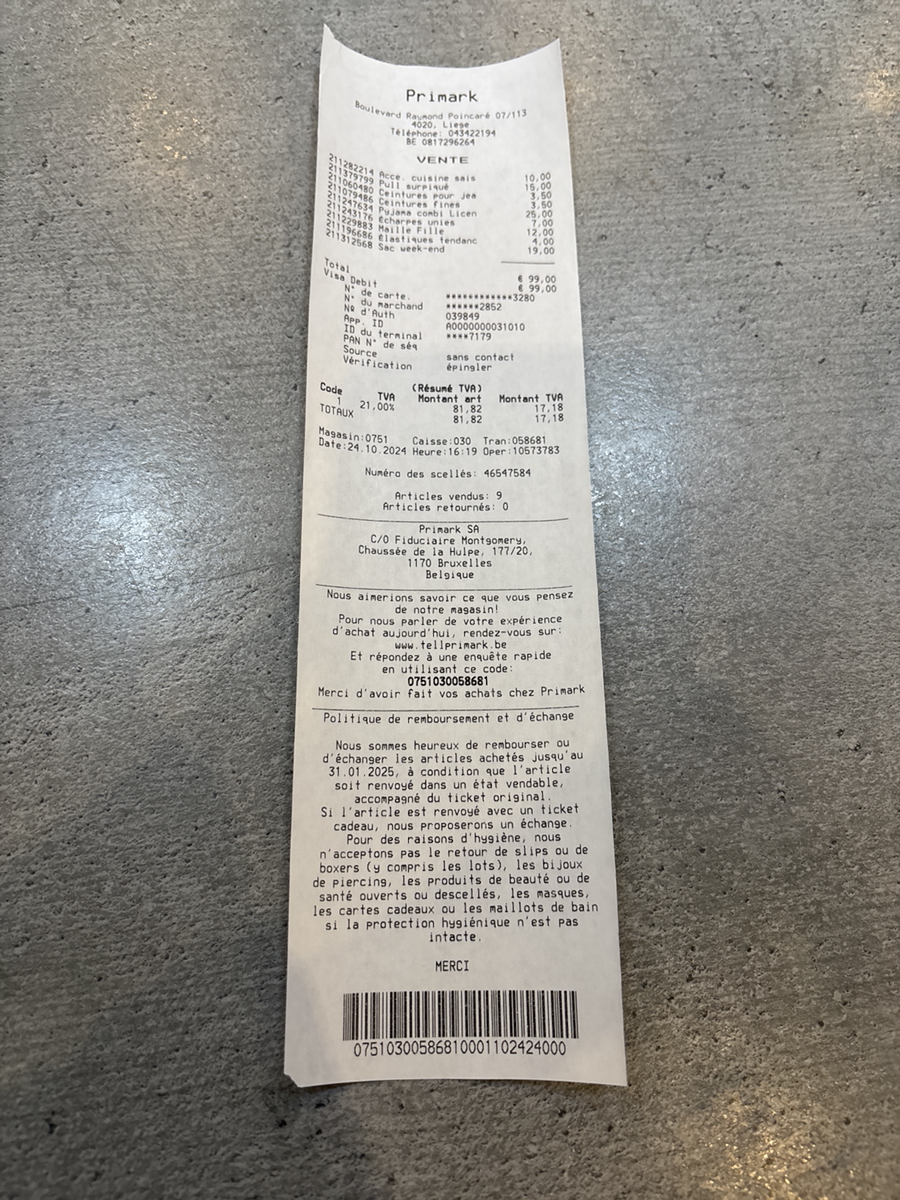 Primark
Boulevard Raymond Poincaré 07/113
4020, Liege
Téléphone: 043422194
BE 0817296264
VENTE
211282214 Acce. cuisine sais 10,00
211379799 Pull surpiqué 15,00
211060480 Ceintures pour jea 3,50
211079486 Ceintures fines 3,50
211247634 Pyjama combi Licen 25,00
211243176 Écharpes unies 7,00
211229883 Maille Fille 12,00
211196686 Élastiques tendanc 4,00
211312568 Sac week-end 19,00
Total € 99,00
Visa Debit € 99,00
N° de carte. ************3280
N° du marchand ******2852
Nº d'Auth 039849
App. ID A0000000031010
ID du terminal ****7179
PAN N° de séq
Source sans contact
Vérification épingler
(Résumé TVA)
Code TVA Montant art Montant TVA
1 21,00% 81,82 17,18
TOTAUX 81,82 17,18
Magasin:0751 Caisse:030 Tran:058681
Date:24.10.2024 Heure:16:19 Oper:10573783
Numéro des scellés: 46547584
Articles vendus: 9
Articles retournés: 0
Primark SA
C/O Fiduciaire Montgomery,
Chaussée de la Hulpe, 177/20,
1170 Bruxelles
Belgique
Nous aimerions savoir ce que vous pensez
de notre magasin!
Pour nous parler de votre expérience
d'achat aujourd'hui, rendez-vous sur:
www.tellprimark.be
Et répondez à une enquête rapide
en utilisant ce code:
0751030058681
Merci d'avoir fait vos achats chez Primark
Politique de remboursement et d'échange
Nous sommes heureux de rembourser ou
d'échanger les articles achetés jusqu'au
31.01.2025, à condition que l'article
soit renvoyé dans un état vendable,
accompagné du ticket original.
Si l'article est renvoyé avec un ticket
cadeau, nous proposerons un échange.
Pour des raisons d'hygiène, nous
n'acceptons pas le retour de slips ou de
boxers (y compris les lots), les bijoux
de piercing, les produits de beauté ou de
santé ouverts ou descellés, les masques,
les cartes cadeaux ou les maillots de bain
si la protection hygiénique n'est pas
intacte.
MERCI
07510300586810001102424000